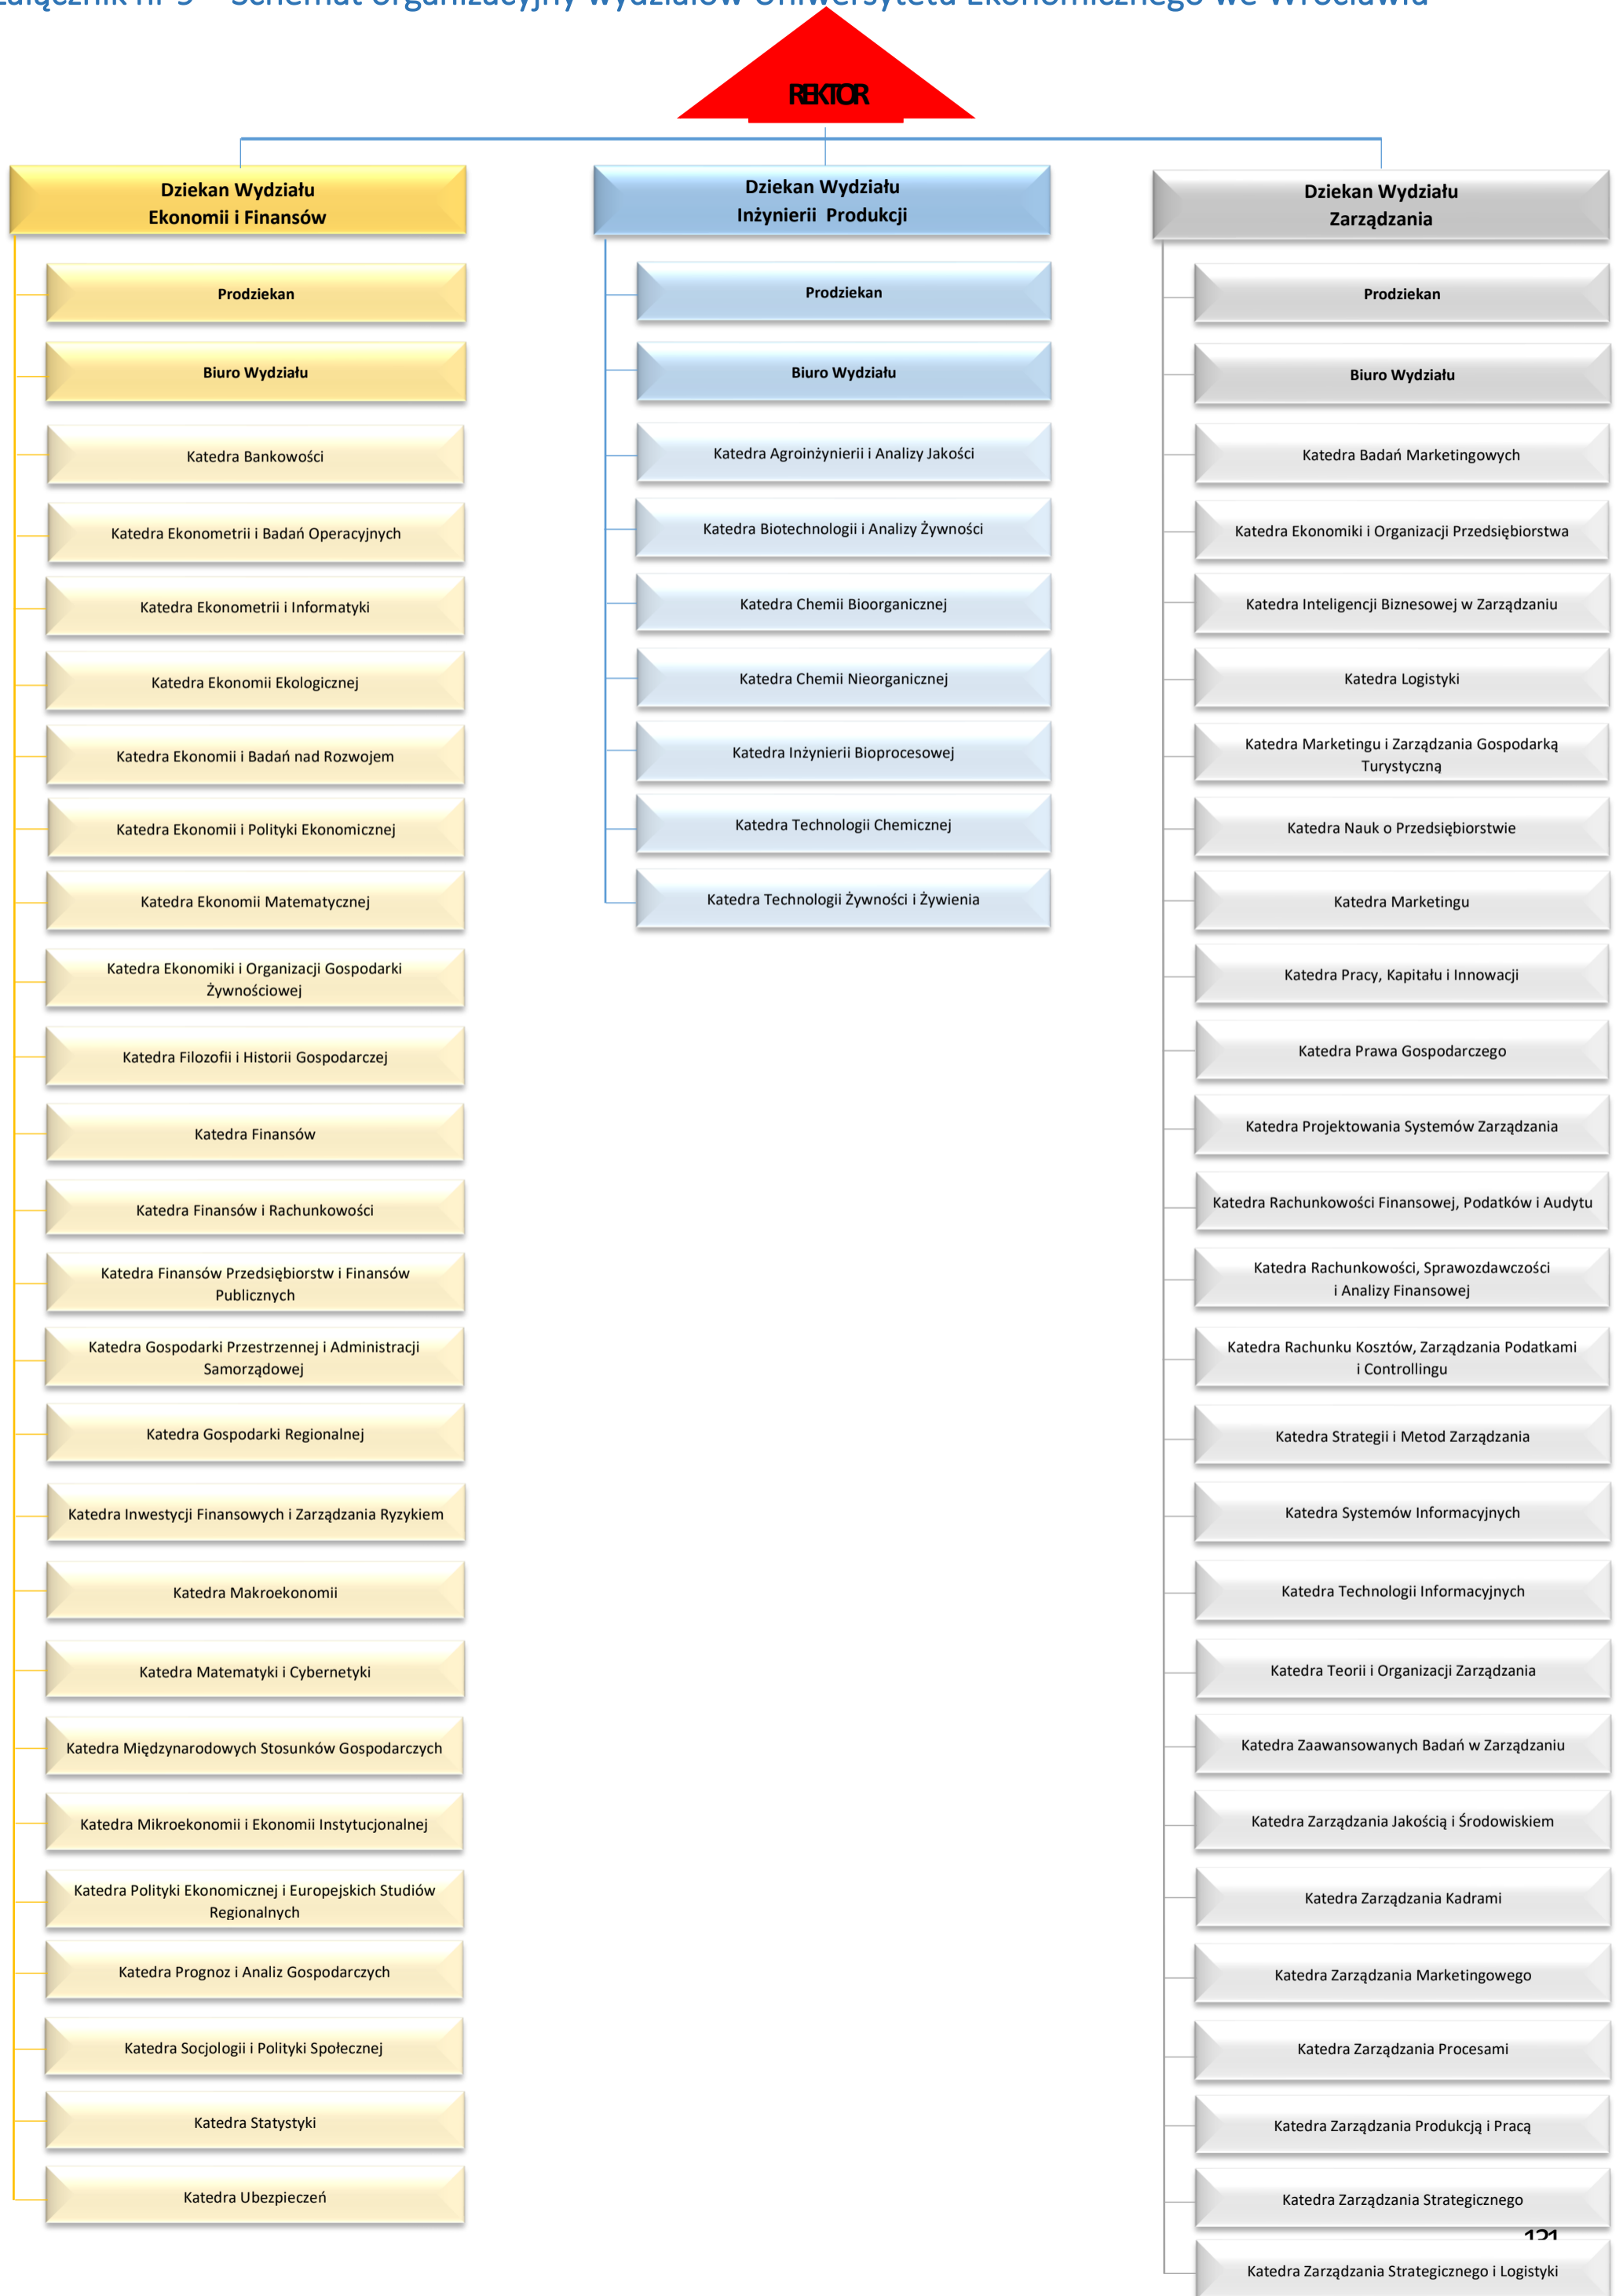 Załącznik nr 5 – Schemat organizacyjny wydziałów Uniwersytetu Ekonomicznego we Wrocławiu
REKTOR
Dziekan Wydziału
Ekonomii i Finansów
Prodziekan
Biuro Wydziału
Katedra Bankowości
Katedra Ekonometrii i Badań Operacyjnych
Katedra Ekonometrii i Informatyki
Katedra Ekonomii Ekologicznej
Katedra Ekonomii i Badań nad Rozwojem
Katedra Ekonomii i Polityki Ekonomicznej
Katedra Ekonomii Matematycznej
Katedra Ekonomiki i Organizacji Gospodarki
Żywnościowej
Katedra Filozofii i Historii Gospodarczej
Katedra Finansów
Katedra Finansów i Rachunkowości
Katedra Finansów Przedsiębiorstw i Finansów
Publicznych
Katedra Gospodarki Przestrzennej i Administracji
Samorządowej
Katedra Gospodarki Regionalnej
Katedra Inwestycji Finansowych i Zarządzania Ryzykiem
Katedra Makroekonomii
Katedra Matematyki i Cybernetyki
Katedra Międzynarodowych Stosunków Gospodarczych
Katedra Mikroekonomii i Ekonomii Instytucjonalnej
Katedra Polityki Ekonomicznej i Europejskich Studiów
Regionalnych
Katedra Prognoz i Analiz Gospodarczych
Katedra Socjologii i Polityki Społecznej
Katedra Statystyki
Katedra Ubezpieczeń
Dziekan Wydziału
Inżynierii Produkcji
Prodziekan
Biuro Wydziału
Katedra Agroinżynierii i Analizy Jakości
Katedra Biotechnologii i Analizy Żywności
Katedra Chemii Bioorganicznej
Katedra Chemii Nieorganicznej
Katedra Inżynierii Bioprocesowej
Katedra Technologii Chemicznej
Katedra Technologii Żywności i Żywienia
Dziekan Wydziału
Zarządzania
Prodziekan
Biuro Wydziału
Katedra Badań Marketingowych
Katedra Ekonomiki i Organizacji Przedsiębiorstwa
Katedra Inteligencji Biznesowej w Zarządzaniu
Katedra Logistyki
Katedra Marketingu i Zarządzania Gospodarką
Turystyczną
Katedra Nauk o Przedsiębiorstwie
Katedra Marketingu
Katedra Pracy, Kapitału i Innowacji
Katedra Prawa Gospodarczego
Katedra Projektowania Systemów Zarządzania
Katedra Rachunkowości Finansowej, Podatków i Audytu
Katedra Rachunkowości, Sprawozdawczości
i Analizy Finansowej
Katedra Rachunku Kosztów, Zarządzania Podatkami
i Controllingu
Katedra Strategii i Metod Zarządzania
Katedra Systemów Informacyjnych
Katedra Technologii Informacyjnych
Katedra Teorii i Organizacji Zarządzania
Katedra Zaawansowanych Badań w Zarządzaniu
Katedra Zarządzania Jakością i Środowiskiem
Katedra Zarządzania Kadrami
Katedra Zarządzania Marketingowego
Katedra Zarządzania Procesami
Katedra Zarządzania Produkcją i Pracą
Katedra Zarządzania Strategicznego
121
Katedra Zarządzania Strategicznego i Logistyki